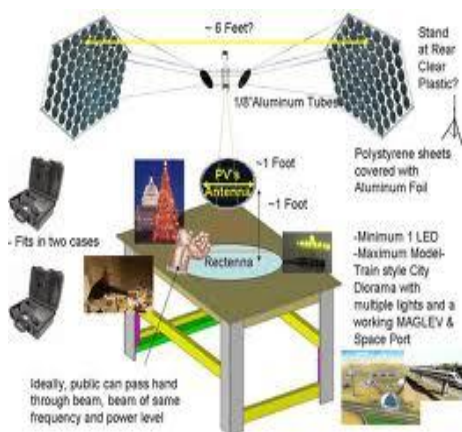 ~ 6 Feet?
Stand
at Rear
Clear
Plastic?
1/8"Aluminum Tubes
Polystyrene sheets
covered with
Aluminum Foil
PV's
Antenna
~1 Foot
~1 Foot
- Fits in two cases
Rectenna
-Minimum 1 LED
-Maximum Model-
Train style City
Diorama with
multiple lights and a
working MAGLEV &
Space Port
Ideally, public can pass hand
through beam, beam of same
frequency and power level